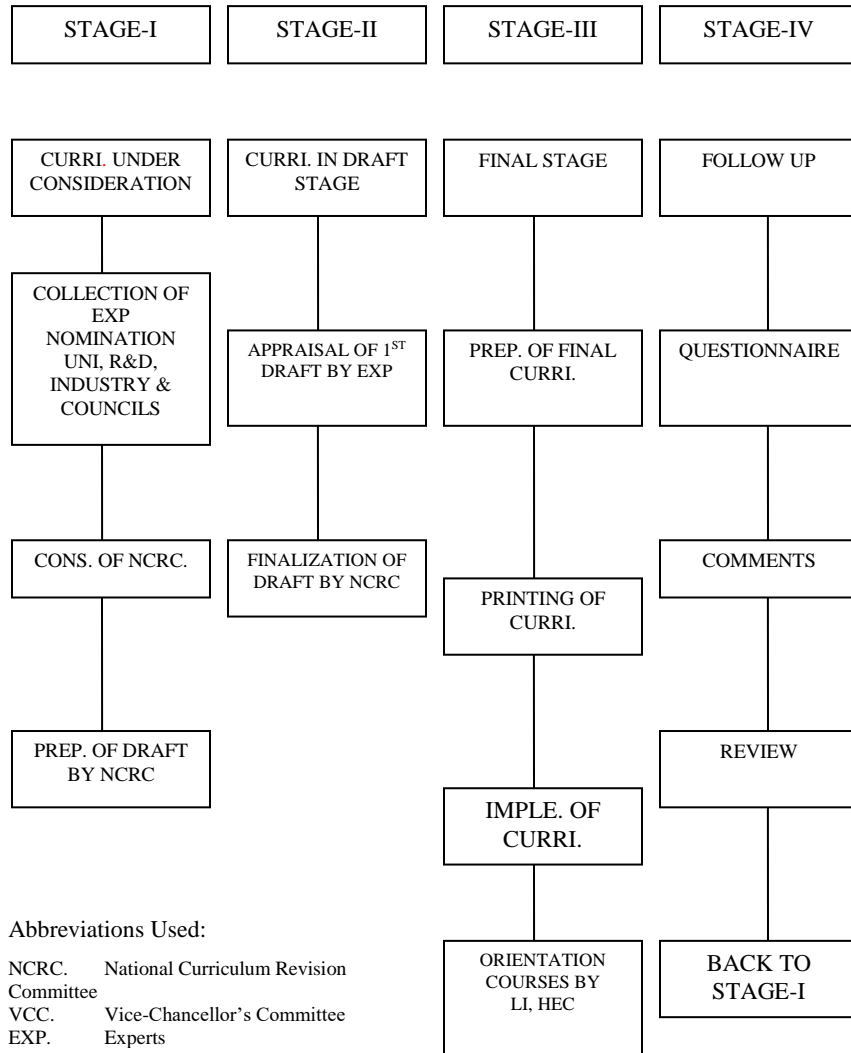 STAGE-I
STAGE-II
STAGE-III
STAGE-IV
CURRI. UNDER
CONSIDERATION
COLLECTION OF
EXP
NOMINATION
UNI, R&D,
INDUSTRY &
COUNCILS
CONS. OF NCRC.
PREP. OF DRAFT
BY NCRC
CURRI. IN DRAFT
STAGE
APPRAISAL OF 1ST
DRAFT BY EXP
FINALIZATION OF
DRAFT BY NCRC
FINAL STAGE
PREP. OF FINAL
CURRI.
PRINTING OF
CURRI.
IMPLE. OF
CURRI.
ORIENTATION
COURSES BY
LI, HEC
FOLLOW UP
QUESTIONNAIRE
COMMENTS
REVIEW
BACK TO
STAGE-I
Abbreviations Used:
NCRC. National Curriculum Revision
Committee
VCC. Vice-Chancellor's Committee
EXP. Experts